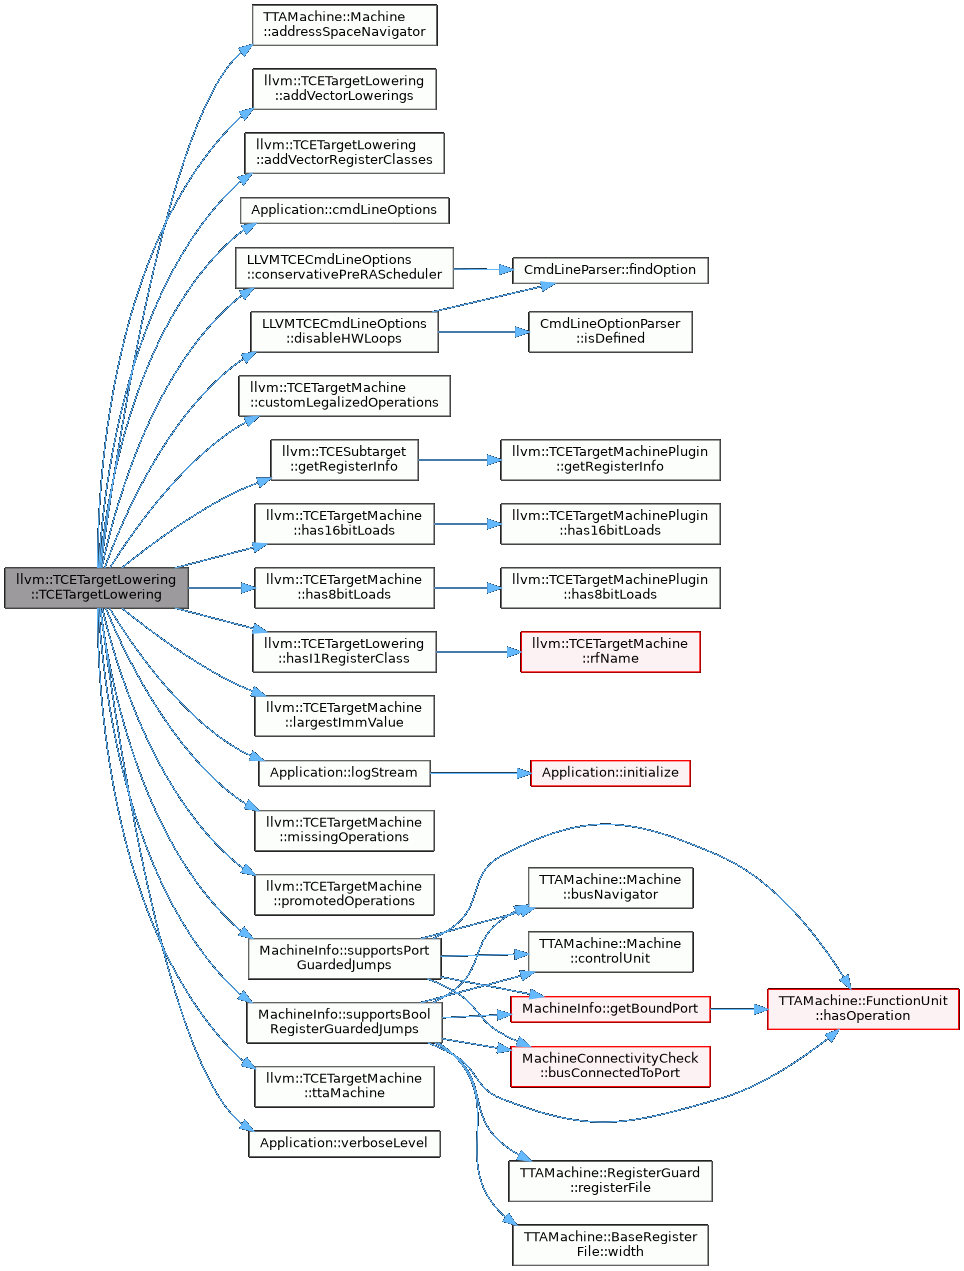 TTAMachine::Machine
::addressSpaceNavigator
llvm::TCETargetLowering
::addVectorLowerings
llvm::TCETargetLowering
::addVectorRegisterClasses
Application::cmdLineOptions
LLVMTCECmdLineOptions
::conservativePreRAScheduler
CmdLineParser::findOption
LLVMTCECmdLineOptions
::disableHWLoops
CmdLineOptionParser
::isDefined
llvm::TCETargetMachine
::customLegalizedOperations
llvm::TCESubtarget
::getRegisterInfo
llvm::TCETargetMachinePlugin
::getRegisterInfo
llvm::TCETargetMachine
::has16bitLoads
llvm::TCETargetMachinePlugin
::has16bitLoads
llvm::TCETargetLowering
::TCETargetLowering
llvm::TCETargetMachine
::has8bitLoads
llvm::TCETargetMachinePlugin
::has8bitLoads
llvm::TCETargetLowering
::hasI1RegisterClass
llvm::TCETargetMachine
::rfName
llvm::TCETargetMachine
::largestImmValue
Application::logStream
Application::initialize
llvm::TCETargetMachine
::missingOperations
llvm::TCETargetMachine
::promotedOperations
TTAMachine::Machine
::busNavigator
MachineInfo::supportsPort
GuardedJumps
TTAMachine::Machine
::controlUnit
MachineInfo::supportsBool
RegisterGuardedJumps
MachineInfo::getBoundPort
TTAMachine::FunctionUnit
::hasOperation
MachineConnectivityCheck
::busConnectedToPort
llvm::TCETargetMachine
::ttaMachine
Application::verboseLevel
TTAMachine::RegisterGuard
::registerFile
TTAMachine::BaseRegister
File::width